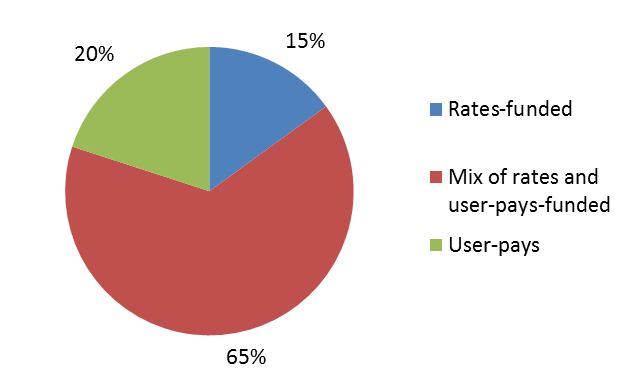 15%
20%
65%
Rates-funded
Mix of rates and
user-pays-funded
User-pays